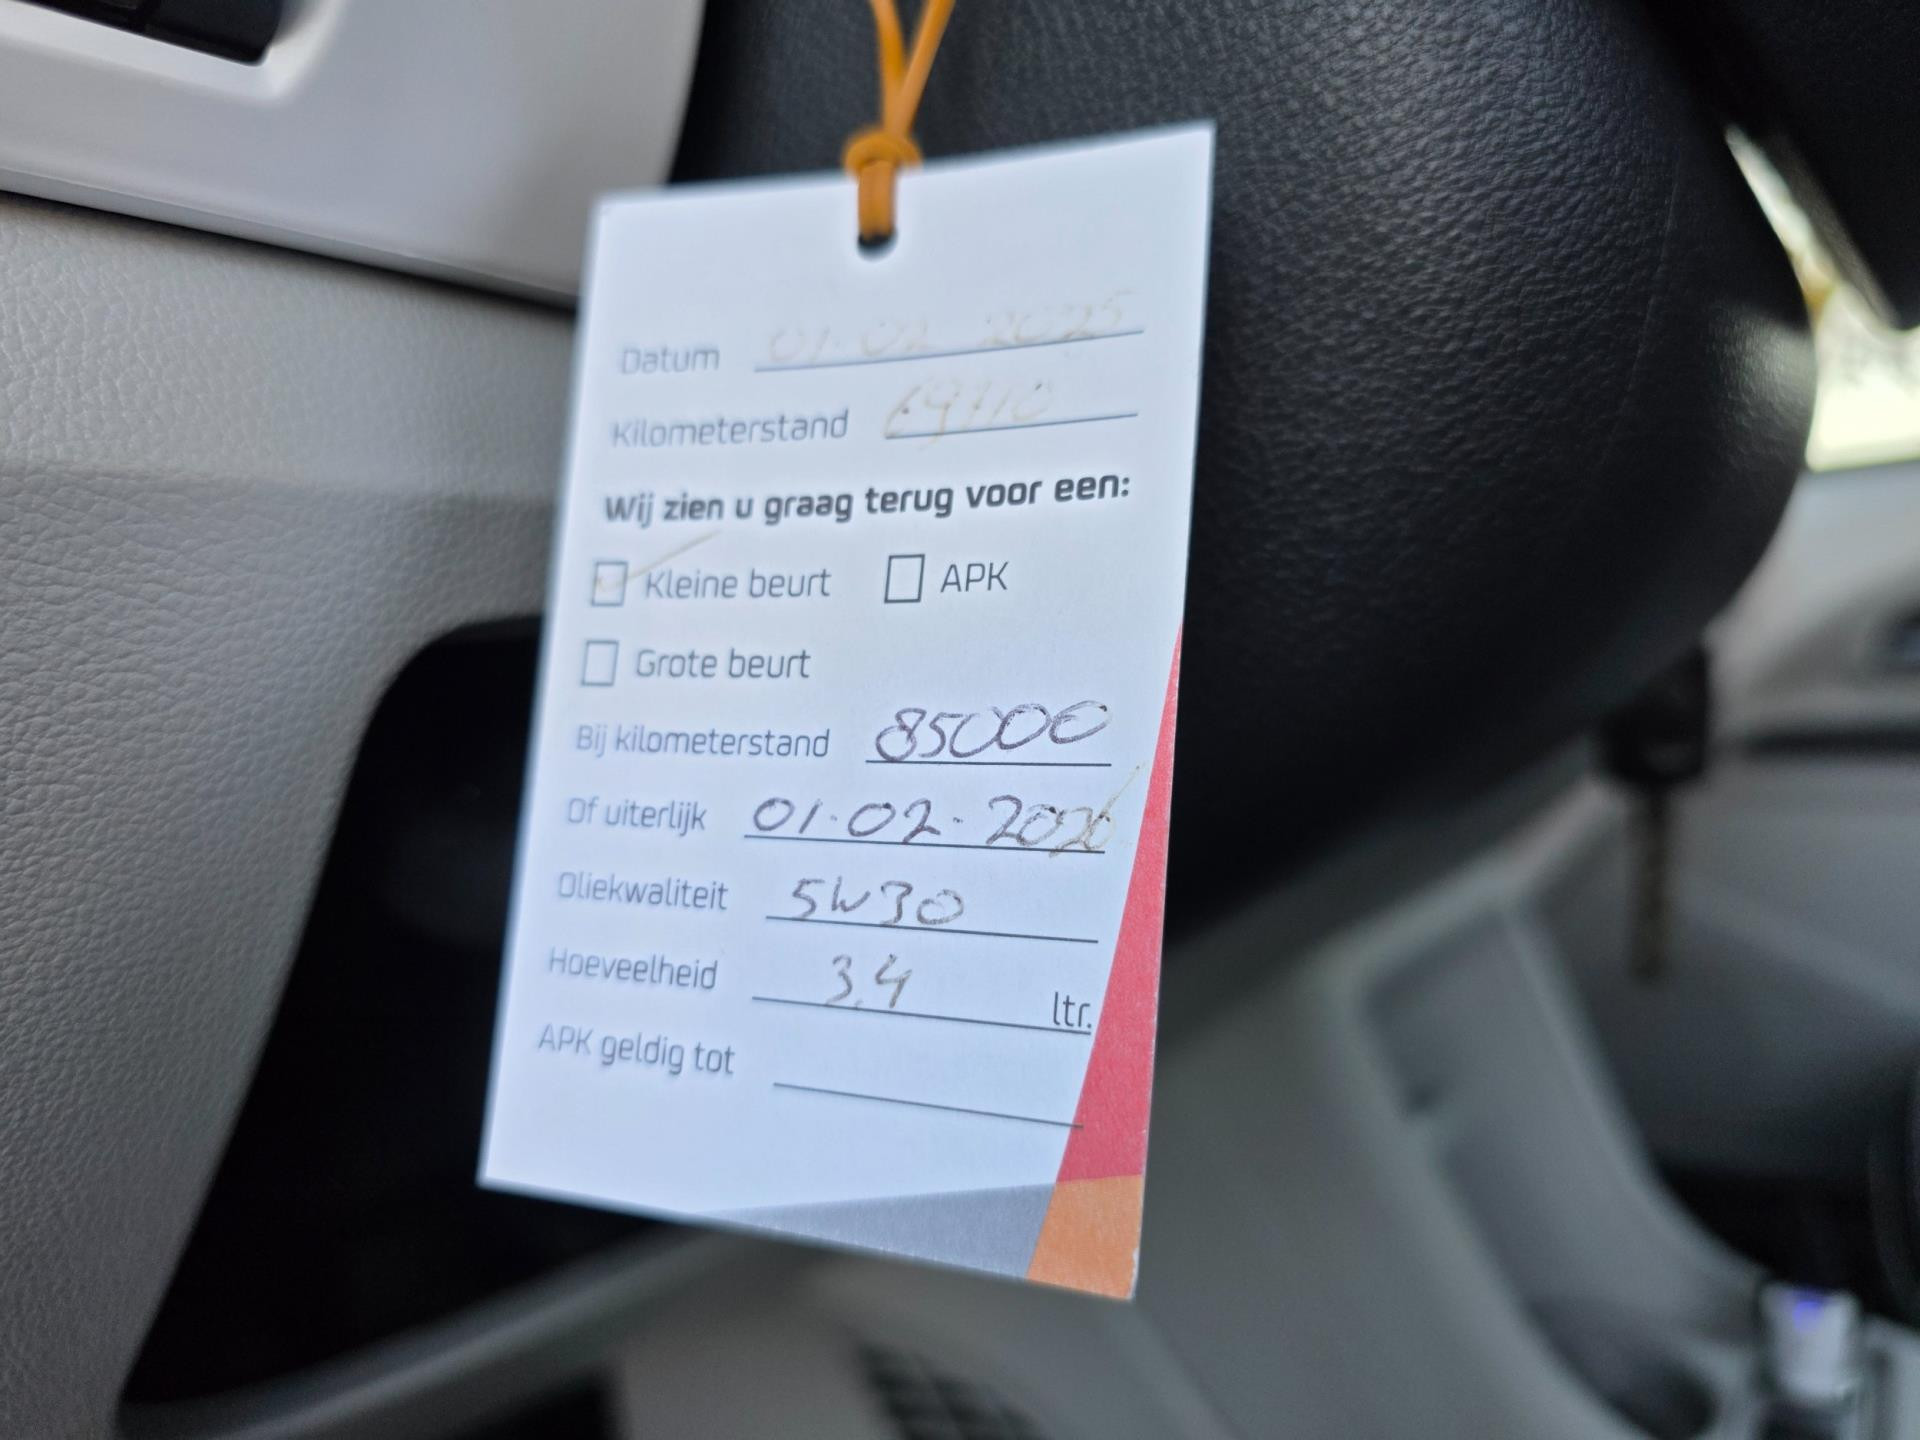 Datum 01-02 2025
Kilometerstand 69710
Wij zien u graag terug voor een:
Kleine beurt APK
Grote beurt
Bij kilometerstand 85000
Of uiterlijk 01-02-2026
Oliekwaliteit 5W30
Hoeveelheid 3.4 ltr.
APK geldig tot